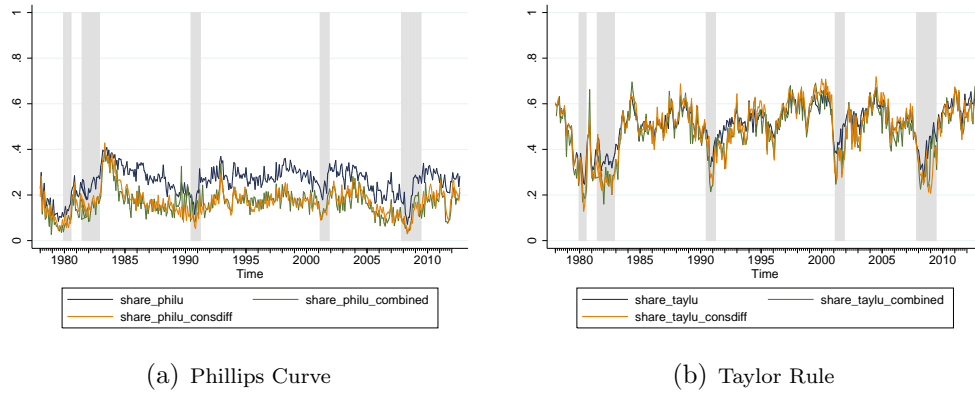 1
.8
.6
.4
.2
0
1980 1985 1990 1995 2000 2005 2010
Time
share_philu share_philu_combined
share_philu_consdiff
(a) Phillips Curve
1
.8
.6
.4
.2
0
1980 1985 1990 1995 2000 2005 2010
Time
share_taylu share_taylu_combined
share_taylu_consdiff
(b) Taylor Rule